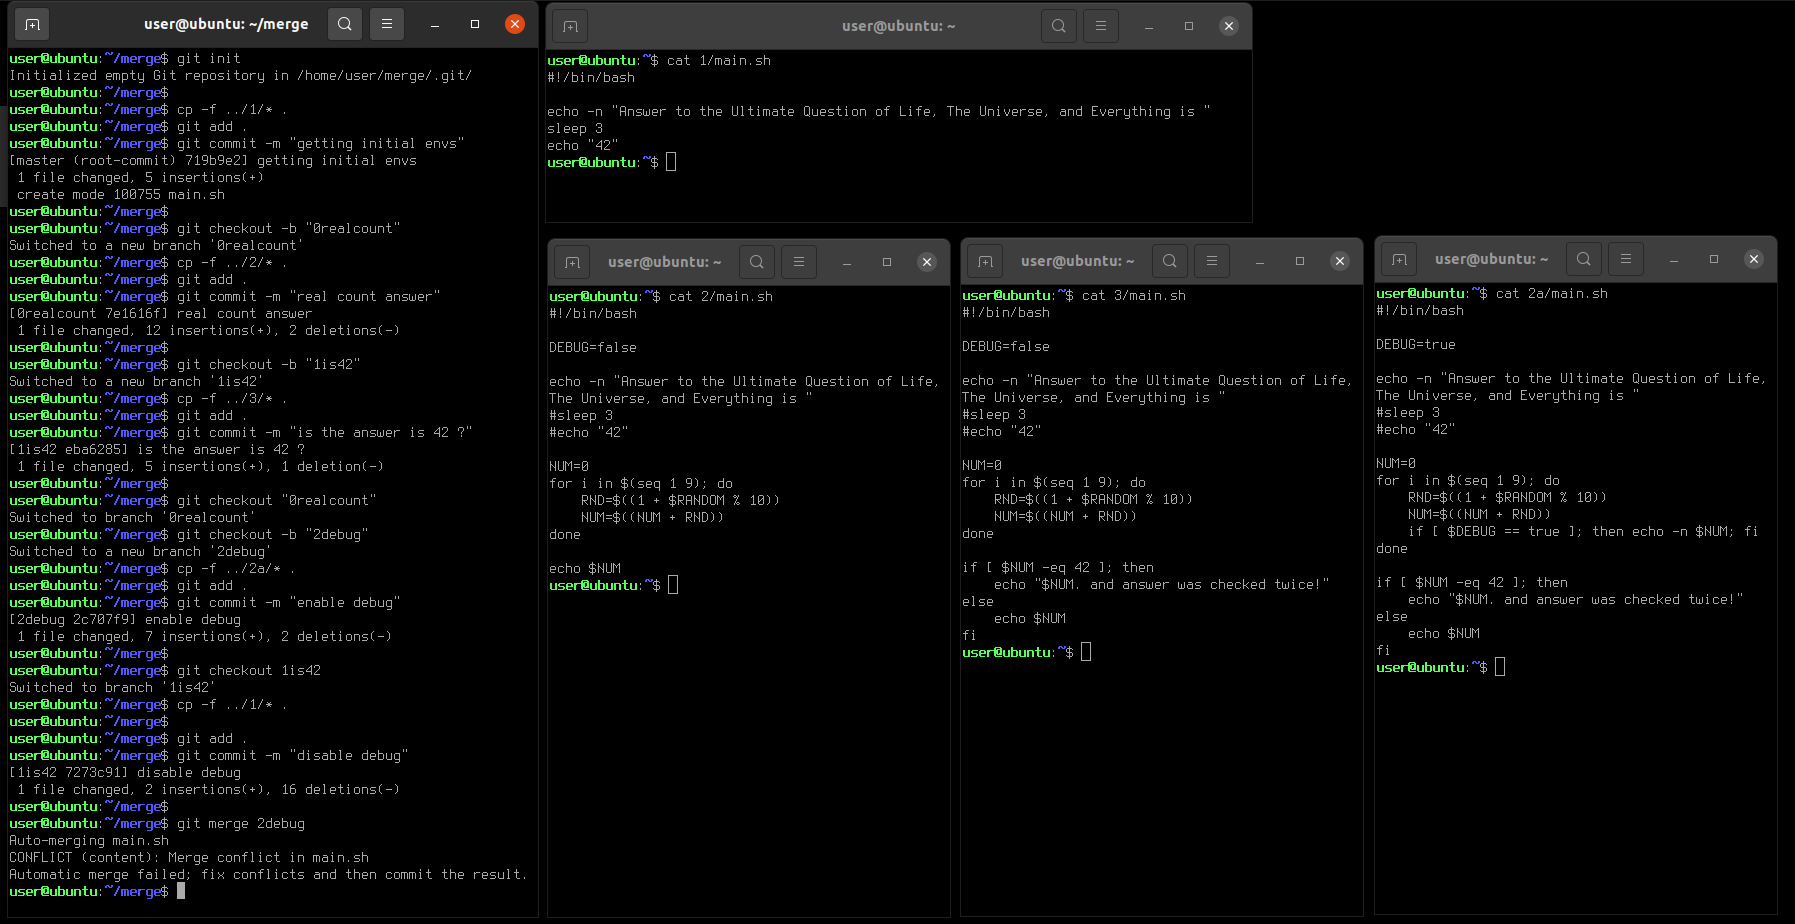 user@ubuntu: ~/merge
user@ubuntu:~/merge$ git init
Initialized empty Git repository in /home/user/merge/.git/
user@ubuntu:~/merge$
user@ubuntu:~/merge$ cp -f ../1/* .
user@ubuntu:~/merge$ git add .
user@ubuntu:~/merge$ git commit -m "getting initial envs"
[master (root-commit) 719b9e2] getting initial envs
 1 file changed, 5 insertions(+)
 create mode 100755 main.sh
user@ubuntu:~/merge$
user@ubuntu:~/merge$ git checkout -b "0realcount"
Switched to a new branch '0realcount'
user@ubuntu:~/merge$ cp -f ../2/* .
user@ubuntu:~/merge$ git add .
user@ubuntu:~/merge$ git commit -m "real count answer"
[0realcount 7e1616f] real count answer
 1 file changed, 12 insertions(+), 2 deletions(-)
user@ubuntu:~/merge$
user@ubuntu:~/merge$ git checkout -b "1is42"
Switched to a new branch '1is42'
user@ubuntu:~/merge$ cp -f ../3/* .
user@ubuntu:~/merge$ git add .
user@ubuntu:~/merge$ git commit -m "is the answer is 42 ?"
[1is42 eba6285] is the answer is 42 ?
 1 file changed, 5 insertions(+), 1 deletion(-)
user@ubuntu:~/merge$
user@ubuntu:~/merge$ git checkout "0realcount"
Switched to branch '0realcount'
user@ubuntu:~/merge$ git checkout -b "2debug"
Switched to a new branch '2debug'
user@ubuntu:~/merge$ cp -f ../2a/* .
user@ubuntu:~/merge$ git add .
user@ubuntu:~/merge$ git commit -m "enable debug"
[2debug 2c707f9] enable debug
 1 file changed, 7 insertions(+), 2 deletions(-)
user@ubuntu:~/merge$
user@ubuntu:~/merge$ git checkout 1is42
Switched to branch '1is42'
user@ubuntu:~/merge$ cp -f ../1/* .
user@ubuntu:~/merge$
user@ubuntu:~/merge$ git add .
user@ubuntu:~/merge$ git commit -m "disable debug"
[1is42 7273c91] disable debug
 1 file changed, 2 insertions(+), 16 deletions(-)
user@ubuntu:~/merge$
user@ubuntu:~/merge$ git merge 2debug
Auto-merging main.sh
CONFLICT (content): Merge conflict in main.sh
Automatic merge failed; fix conflicts and then commit the result.
user@ubuntu:~/merge$
user@ubuntu: ~
user@ubuntu:~$ cat 1/main.sh
#!/bin/bash
echo -n "Answer to the Ultimate Question of Life, The Universe, and Everything is "
sleep 3
echo "42"
user@ubuntu:~$
user@ubuntu: ~
user@ubuntu:~$ cat 2/main.sh
#!/bin/bash
DEBUG=false
echo -n "Answer to the Ultimate Question of Life,
The Universe, and Everything is "
#sleep 3
#echo "42"
NUM=0
for i in $(seq 1 9); do
    RND=$((1 + $RANDOM % 10))
    NUM=$((NUM + RND))
done
echo $NUM
user@ubuntu:~$
user@ubuntu: ~
user@ubuntu:~$ cat 3/main.sh
#!/bin/bash
DEBUG=false
echo -n "Answer to the Ultimate Question of Life,
The Universe, and Everything is "
#sleep 3
#echo "42"
NUM=0
for i in $(seq 1 9); do
    RND=$((1 + $RANDOM % 10))
    NUM=$((NUM + RND))
done
if [ $NUM -eq 42 ]; then
    echo "$NUM. and answer was checked twice!"
else
    echo $NUM
fi
user@ubuntu:~$
user@ubuntu: ~
user@ubuntu:~$ cat 2a/main.sh
#!/bin/bash
DEBUG=true
echo -n "Answer to the Ultimate Question of Life,
The Universe, and Everything is "
#sleep 3
#echo "42"
NUM=0
for i in $(seq 1 9); do
    RND=$((1 + $RANDOM % 10))
    NUM=$((NUM + RND))
    if [ $DEBUG == true ]; then echo -n $NUM; fi
done
if [ $NUM -eq 42 ]; then
    echo "$NUM. and answer was checked twice!"
else
    echo $NUM
fi
user@ubuntu:~$